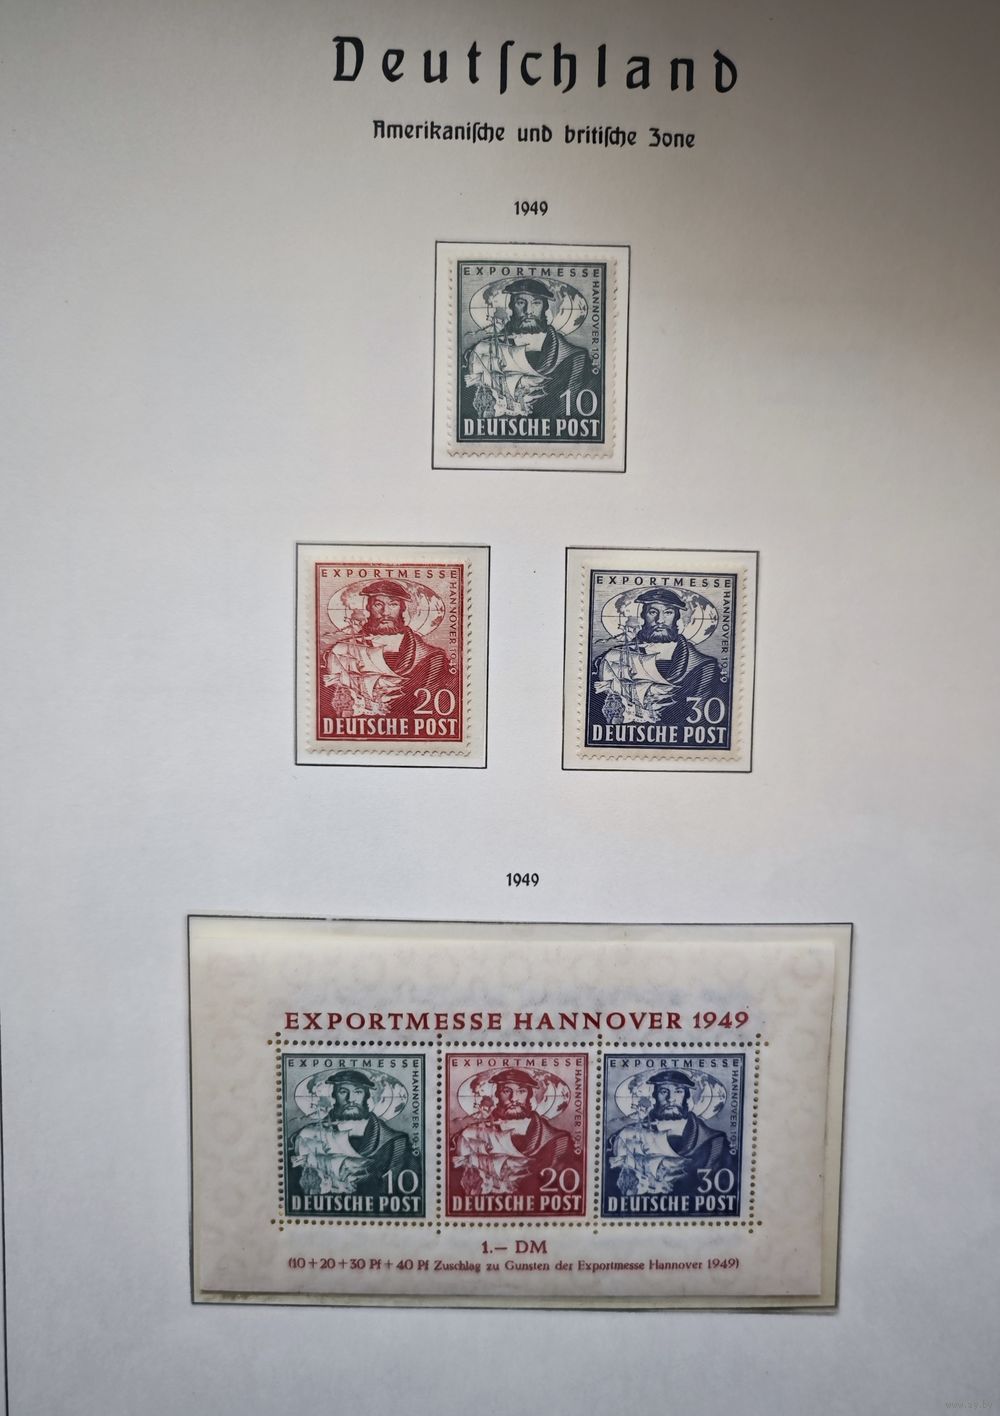 Deutſchland
Amerikaniſche und britiſche Zone
1949
EXPORTMESSE
HANNOVER 1949
10
DEUTSCHE POST
EXPORTMESSE
HANNOVER 1949
20
DEUTSCHE POST
EXPORTMESSE
HANNOVER 1949
30
DEUTSCHE POST
1949
EXPORTMESSE HANNOVER 1949
EXPORTMESSE
HANNOVER 1949
10
DEUTSCHE POST
EXPORTMESSE
HANNOVER 1949
20
DEUTSCHE POST
EXPORTMESSE
HANNOVER 1949
30
DEUTSCHE POST
1.– DM
(10+20+30 Pf+40 Pf Zuschlag zu Gunsten der Exportmesse Hannover 1949)
www.ay.by